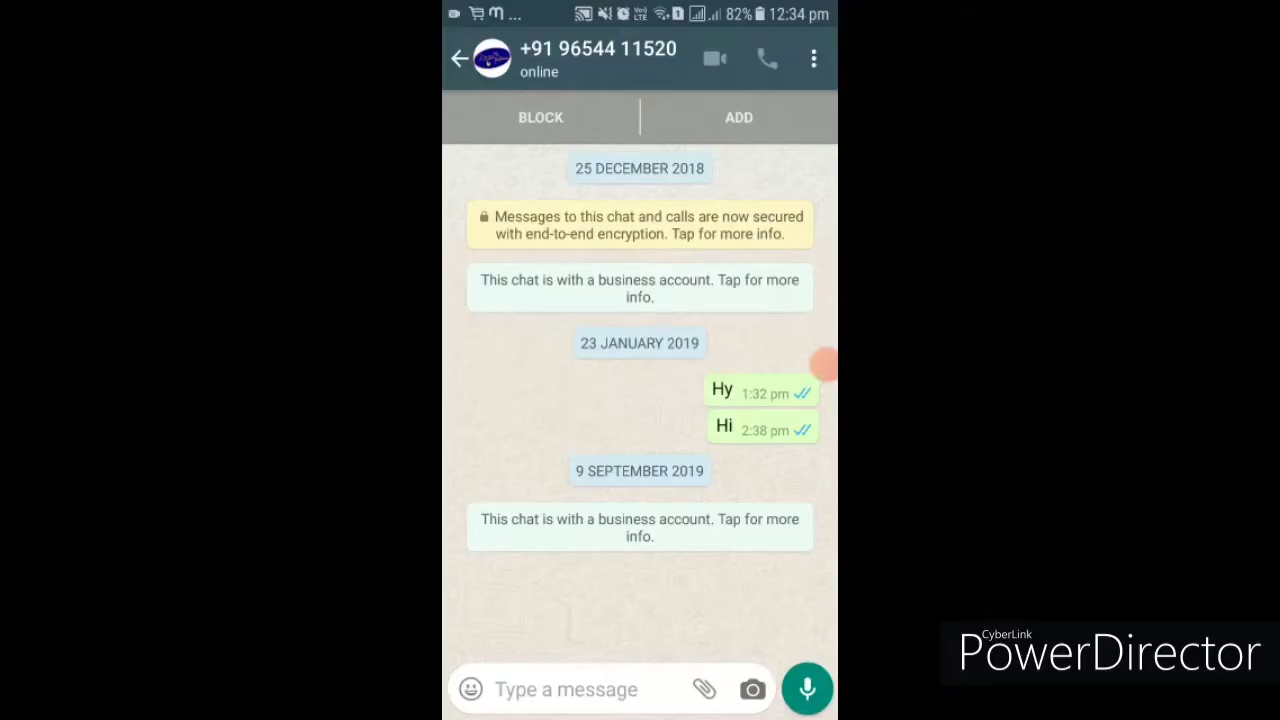 ... 82% 12:34 pm
+91 96544 11520
online
BLOCK ADD
25 DECEMBER 2018
Messages to this chat and calls are now secured
with end-to-end encryption. Tap for more info.
This chat is with a business account. Tap for more
info.
23 JANUARY 2019
Hy 1:32 pm
Hi 2:38 pm
9 SEPTEMBER 2019
This chat is with a business account. Tap for more
info.
Type a message
CyberLink
PowerDirector